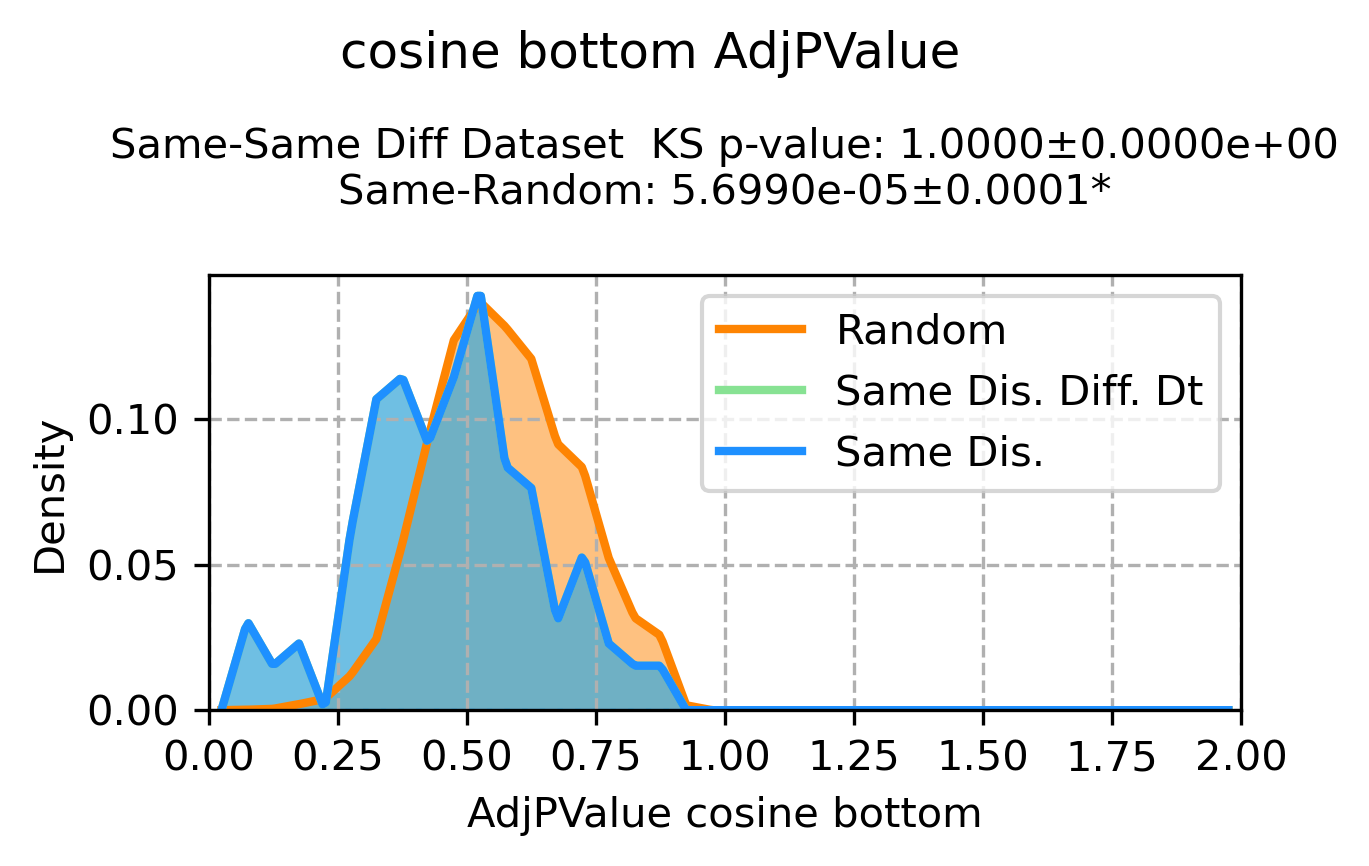 cosine bottom AdjPValue
Same-Same Diff Dataset  KS p-value: 1.0000±0.0000e+00
Same-Random: 5.6990e-05±0.0001*
Random
Same Dis. Diff. Dt
Same Dis.
Density
0.10
0.05
0.00
0.00 0.25 0.50 0.75 1.00 1.25 1.50 1.75 2.00
AdjPValue cosine bottom